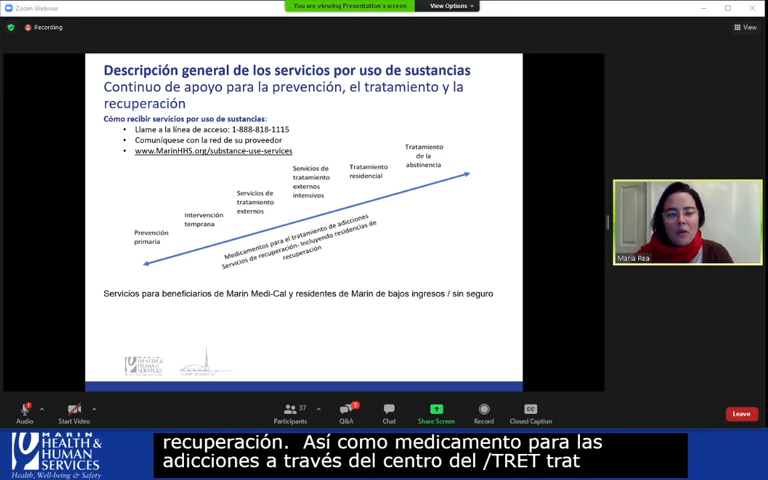 Zoom Webinar
You are viewing Presentation's screen
View Options
Recording
View
Descripción general de los servicios por uso de sustancias
Continuo de apoyo para la prevención, el tratamiento y la
recuperación
Cómo recibir servicios por uso de sustancias:
• Llame a la línea de acceso: 1-888-818-1115
• Comuníquese con la red de su proveedor
• www.MarinHHS.org/substance-use-services
Prevención
primaria
Intervención
temprana
Servicios de
tratamiento
externos
Servicios de
tratamiento
externos
intensivos
Tratamiento
residencial
Tratamiento
de la
abstinencia
Medicamentos para el tratamiento de adicciones
Servicios de recuperación- Incluyendo residencias de
recuperación
Servicios para beneficiarios de Marin Medi-Cal y residentes de Marin de bajos ingresos / sin seguro
MARIN
HEALTH &
HUMAN
SERVICES
Maria Rea
Audio
Start Video
37
Participants
1
Q&A
Chat
Share Screen
Record
CC
Closed Caption
Leave
MARIN
HEALTH &
HUMAN
SERVICES
Health, Well-being & Safety
recuperación. Así como medicamento para las
adicciones a través del centro del /TRET trat